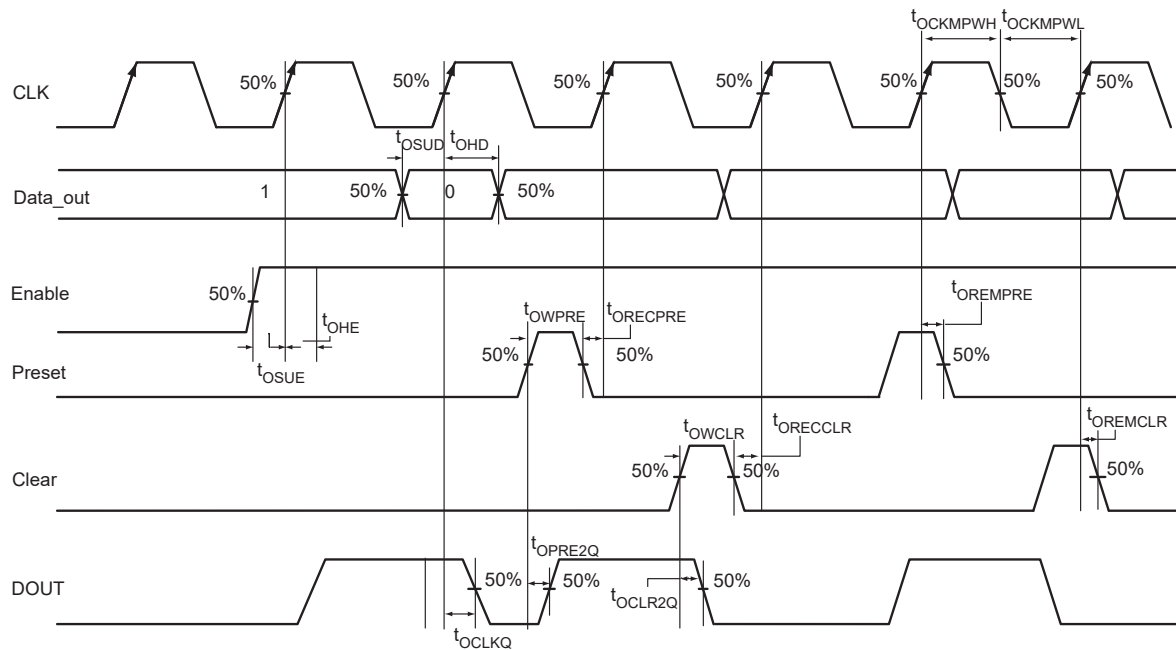 tOCKMPWH tOCKMPWL
CLK 50% 50% 50% 50% 50% 50% 50%
tOSUD tOHD
Data_out 1 50% 0 50%
Enable 50%
tOHE
tOSUE
tOWPRE tORECPRE tOREMPRE
Preset 50% 50% 50%
tOWCLR tORECCLR tOREMCLR
Clear 50% 50% 50%
tOPRE2Q
DOUT 50% 50% 50%
tOCLR2Q
tOCLKQ